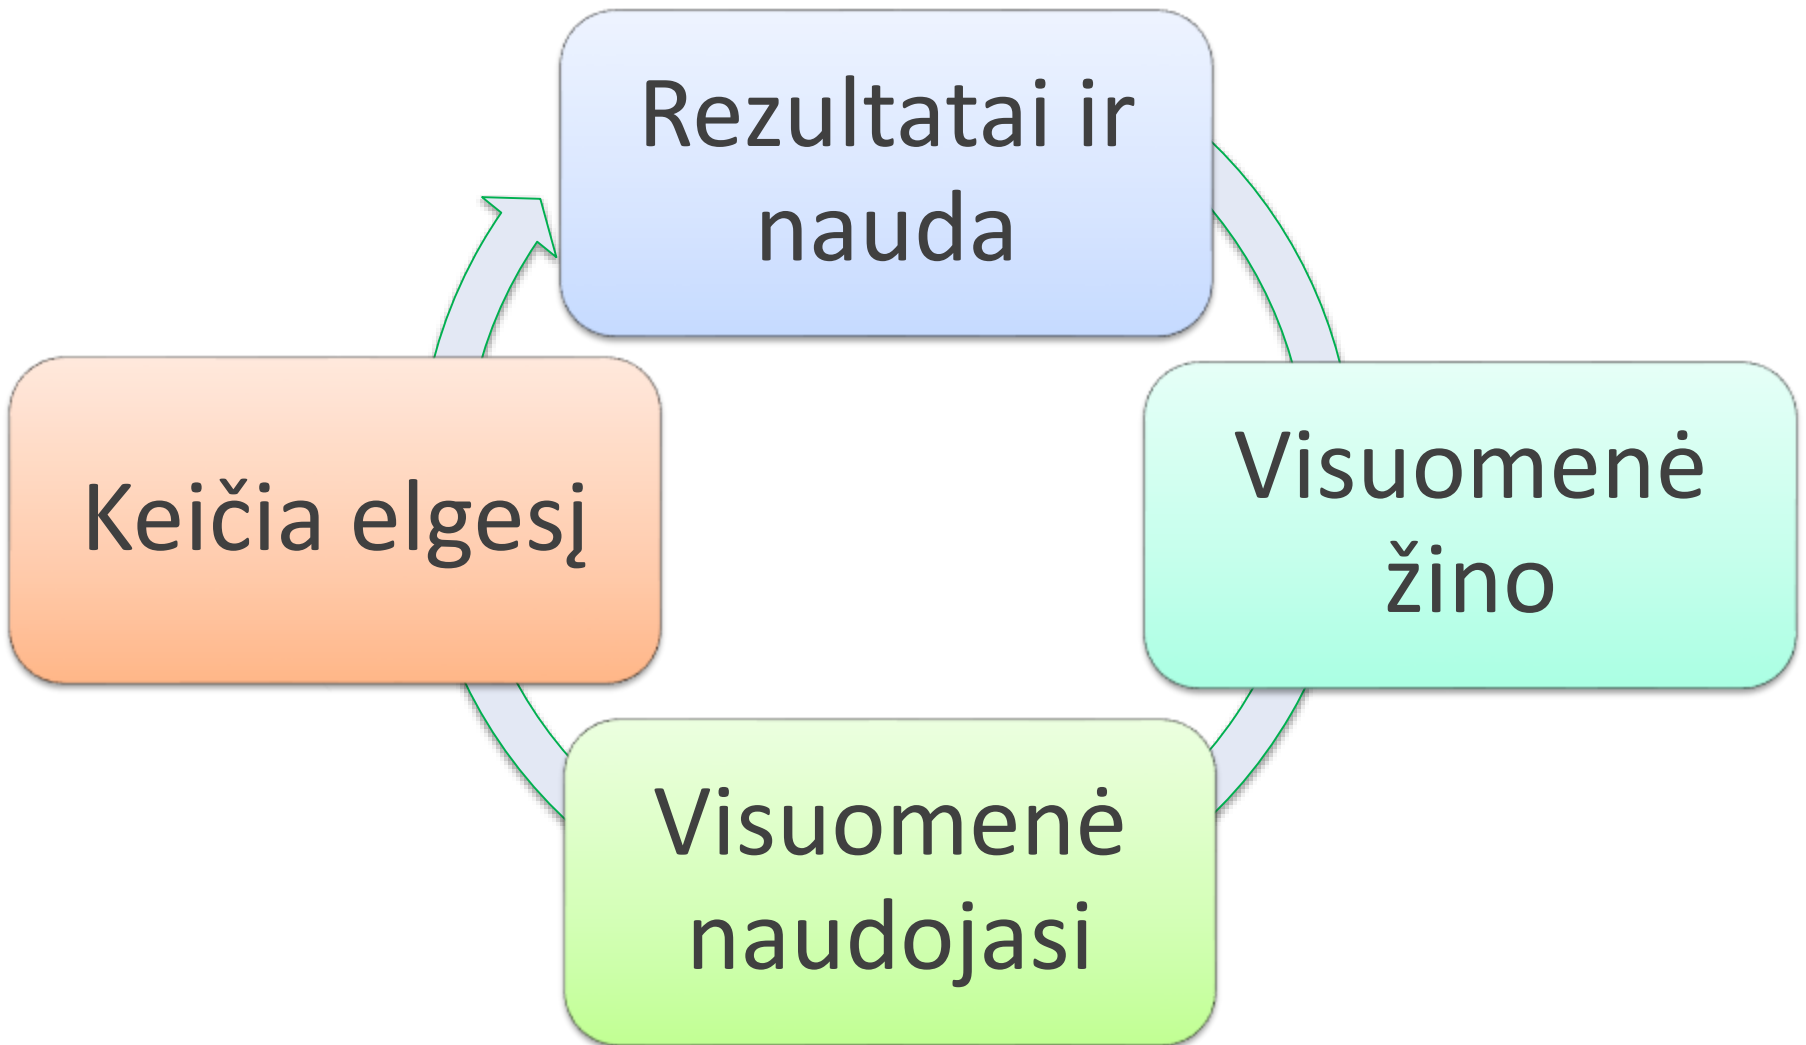 Rezultatai ir
nauda
Visuomenė
žino
Visuomenė
naudojasi
Keičia elgesį